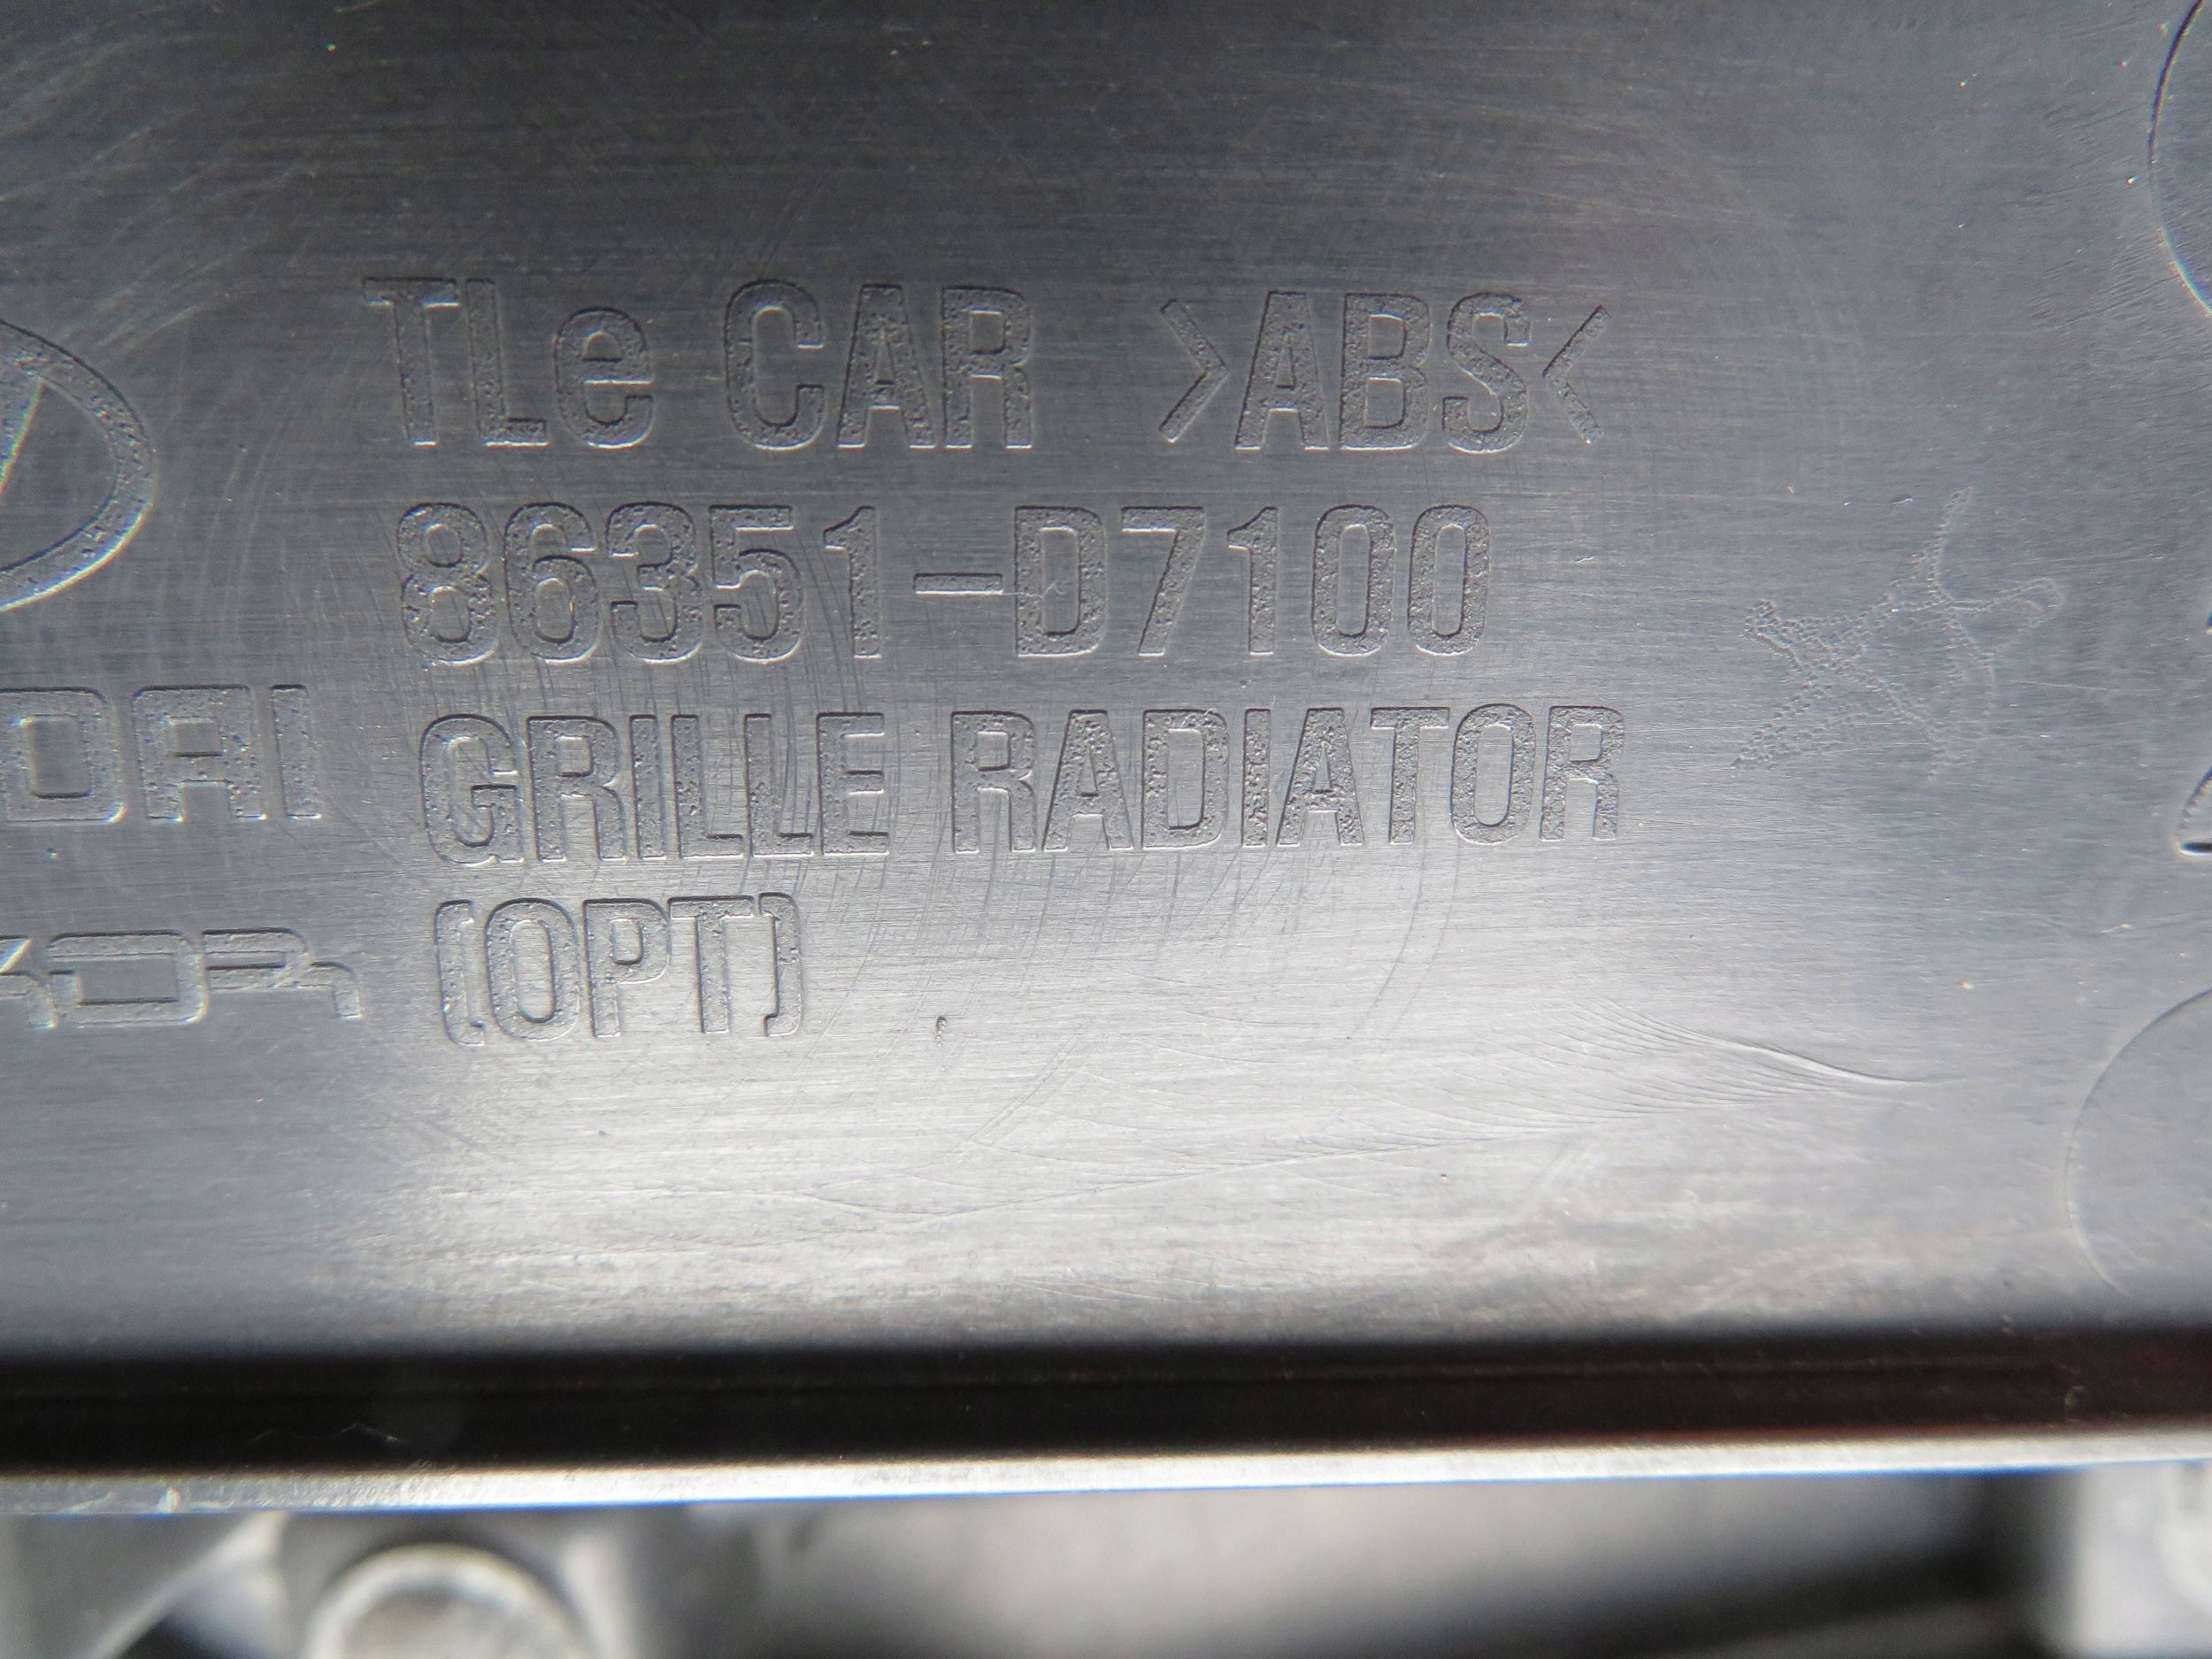 TLe CAR >ABS<
86351-D7100
GRILLE RADIATOR
(OPT)